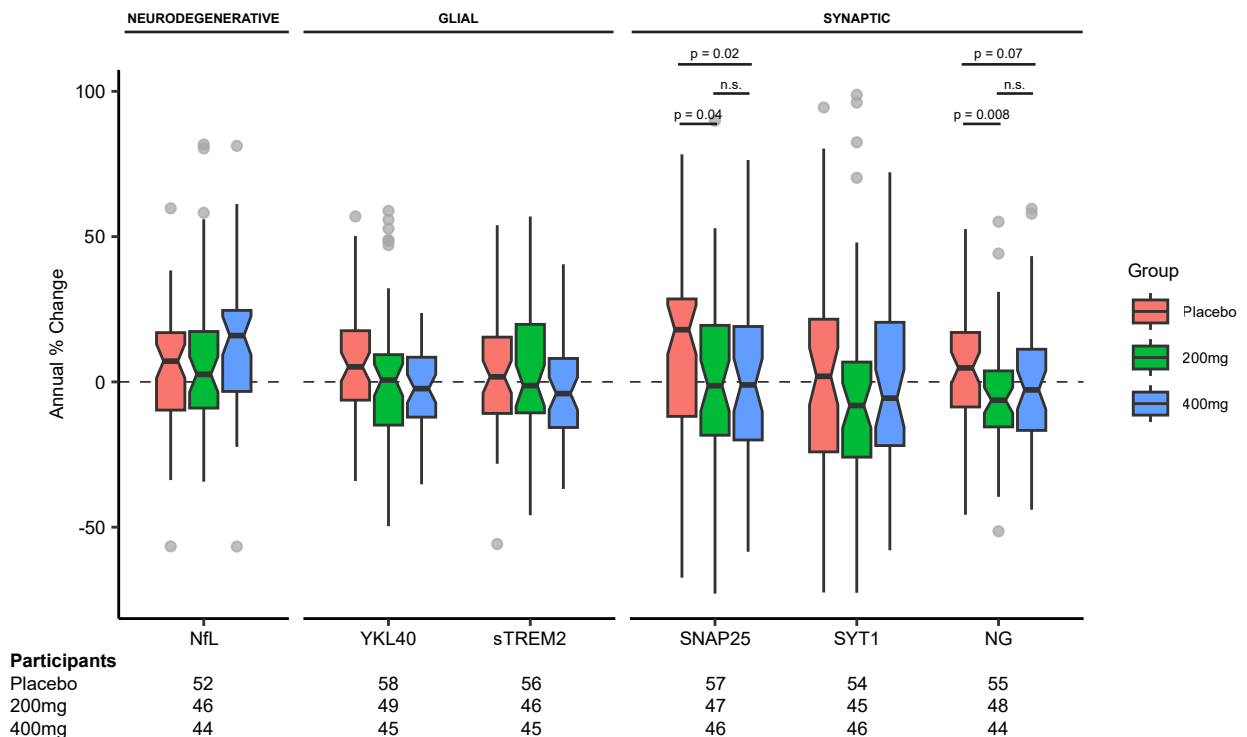 NEURODEGENERATIVE GLIAL SYNAPTIC
p = 0.02 p = 0.07
n.s. n.s.
p = 0.04 p = 0.008
100
50
0
-50
Annual % Change
Group
Placebo
200mg
400mg
NfL YKL40 sTREM2 SNAP25 SYT1 NG
Participants
Placebo 52 58 56 57 54 55
200mg 46 49 46 47 45 48
400mg 44 45 45 46 46 44